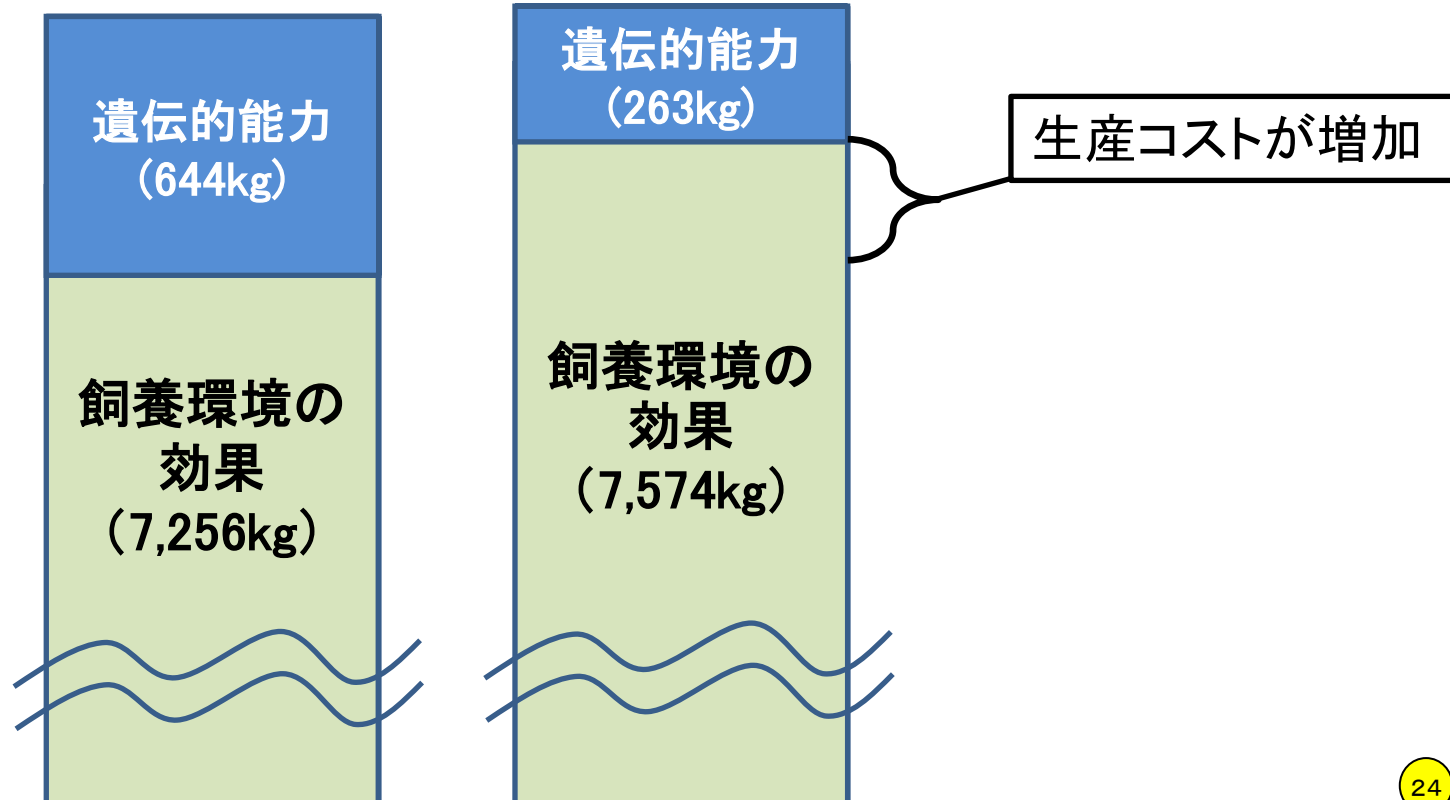 遺伝的能力
(644kg)
飼養環境の
効果
(7,256kg)
遺伝的能力
(263kg)
飼養環境の
効果
(7,574kg)
生産コストが増加
24